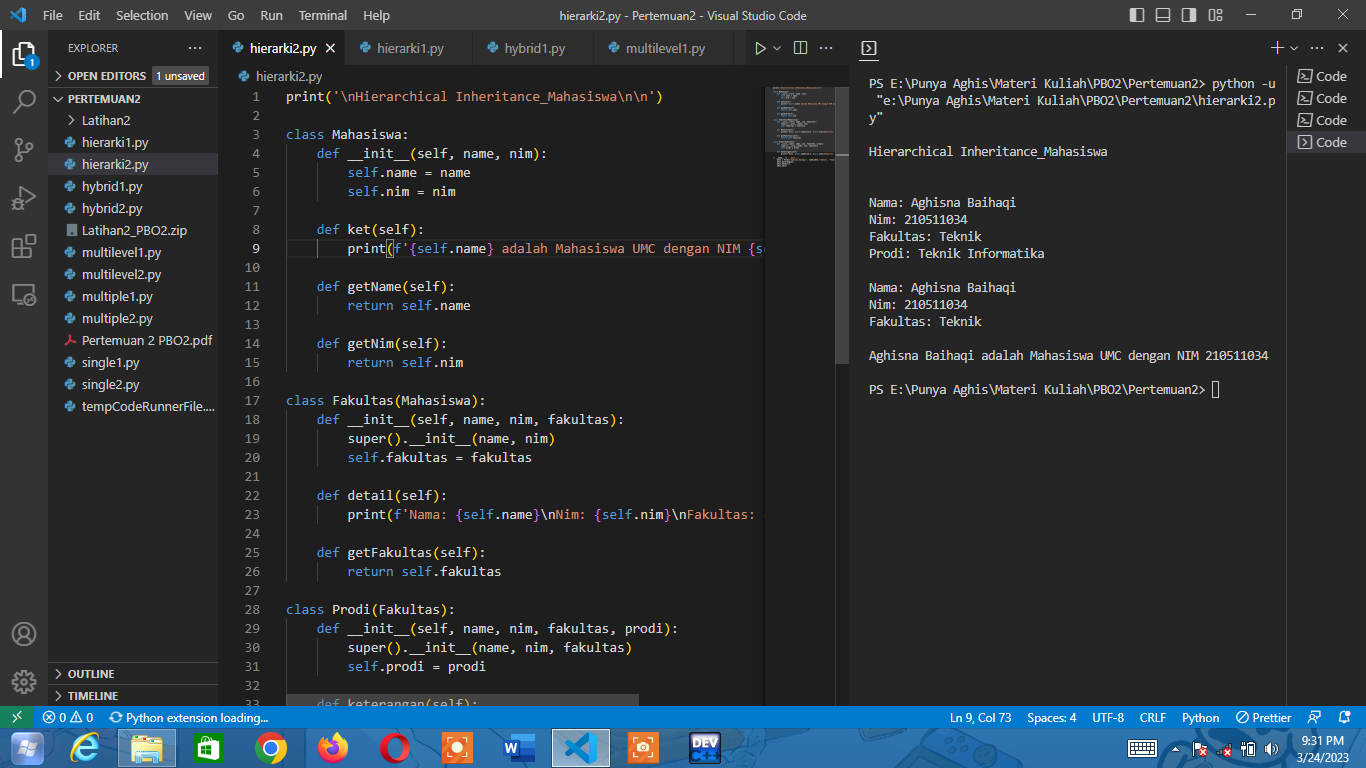 File Edit Selection View Go Run Terminal Help
hierarki2.py - Pertemuan2 - Visual Studio Code
EXPLORER
OPEN EDITORS 1 unsaved
PERTEMUAN2
Latihan2
hierarki1.py
hierarki2.py
hybrid1.py
hybrid2.py
Latihan2_PBO2.zip
multilevel1.py
multilevel2.py
multiple1.py
multiple2.py
Pertemuan 2 PBO2.pdf
single1.py
single2.py
tempCodeRunnerFile....
OUTLINE
TIMELINE
1
hierarki2.py hierarki1.py hybrid1.py multilevel1.py
hierarki2.py
1 print('\nHierarchical Inheritance_Mahasiswa\n\n')
2
3 class Mahasiswa:
4     def __init__(self, name, nim):
5         self.name = name
6         self.nim = nim
7
8     def ket(self):
9         print(f'{self.name} adalah Mahasiswa UMC dengan NIM {se
10
11     def getName(self):
12         return self.name
13
14     def getNim(self):
15         return self.nim
16
17 class Fakultas(Mahasiswa):
18     def __init__(self, name, nim, fakultas):
19         super().__init__(name, nim)
20         self.fakultas = fakultas
21
22     def detail(self):
23         print(f'Nama: {self.name}\nNim: {self.nim}\nFakultas:
24
25     def getFakultas(self):
26         return self.fakultas
27
28 class Prodi(Fakultas):
29     def __init__(self, name, nim, fakultas, prodi):
30         super().__init__(name, nim, fakultas)
31         self.prodi = prodi
32
33     def keterangan(self):
PS E:\Punya Aghis\Materi Kuliah\PBO2\Pertemuan2> python -u
"e:\Punya Aghis\Materi Kuliah\PBO2\Pertemuan2\hierarki2.p
y"
Hierarchical Inheritance_Mahasiswa
Nama: Aghisna Baihaqi
Nim: 210511034
Fakultas: Teknik
Prodi: Teknik Informatika
Nama: Aghisna Baihaqi
Nim: 210511034
Fakultas: Teknik
Aghisna Baihaqi adalah Mahasiswa UMC dengan NIM 210511034
PS E:\Punya Aghis\Materi Kuliah\PBO2\Pertemuan2>
Code
Code
Code
Code
0 0 Python extension loading...
Ln 9, Col 73 Spaces: 4 UTF-8 CRLF Python Prettier
DEV
C++
9:31 PM
3/24/2023